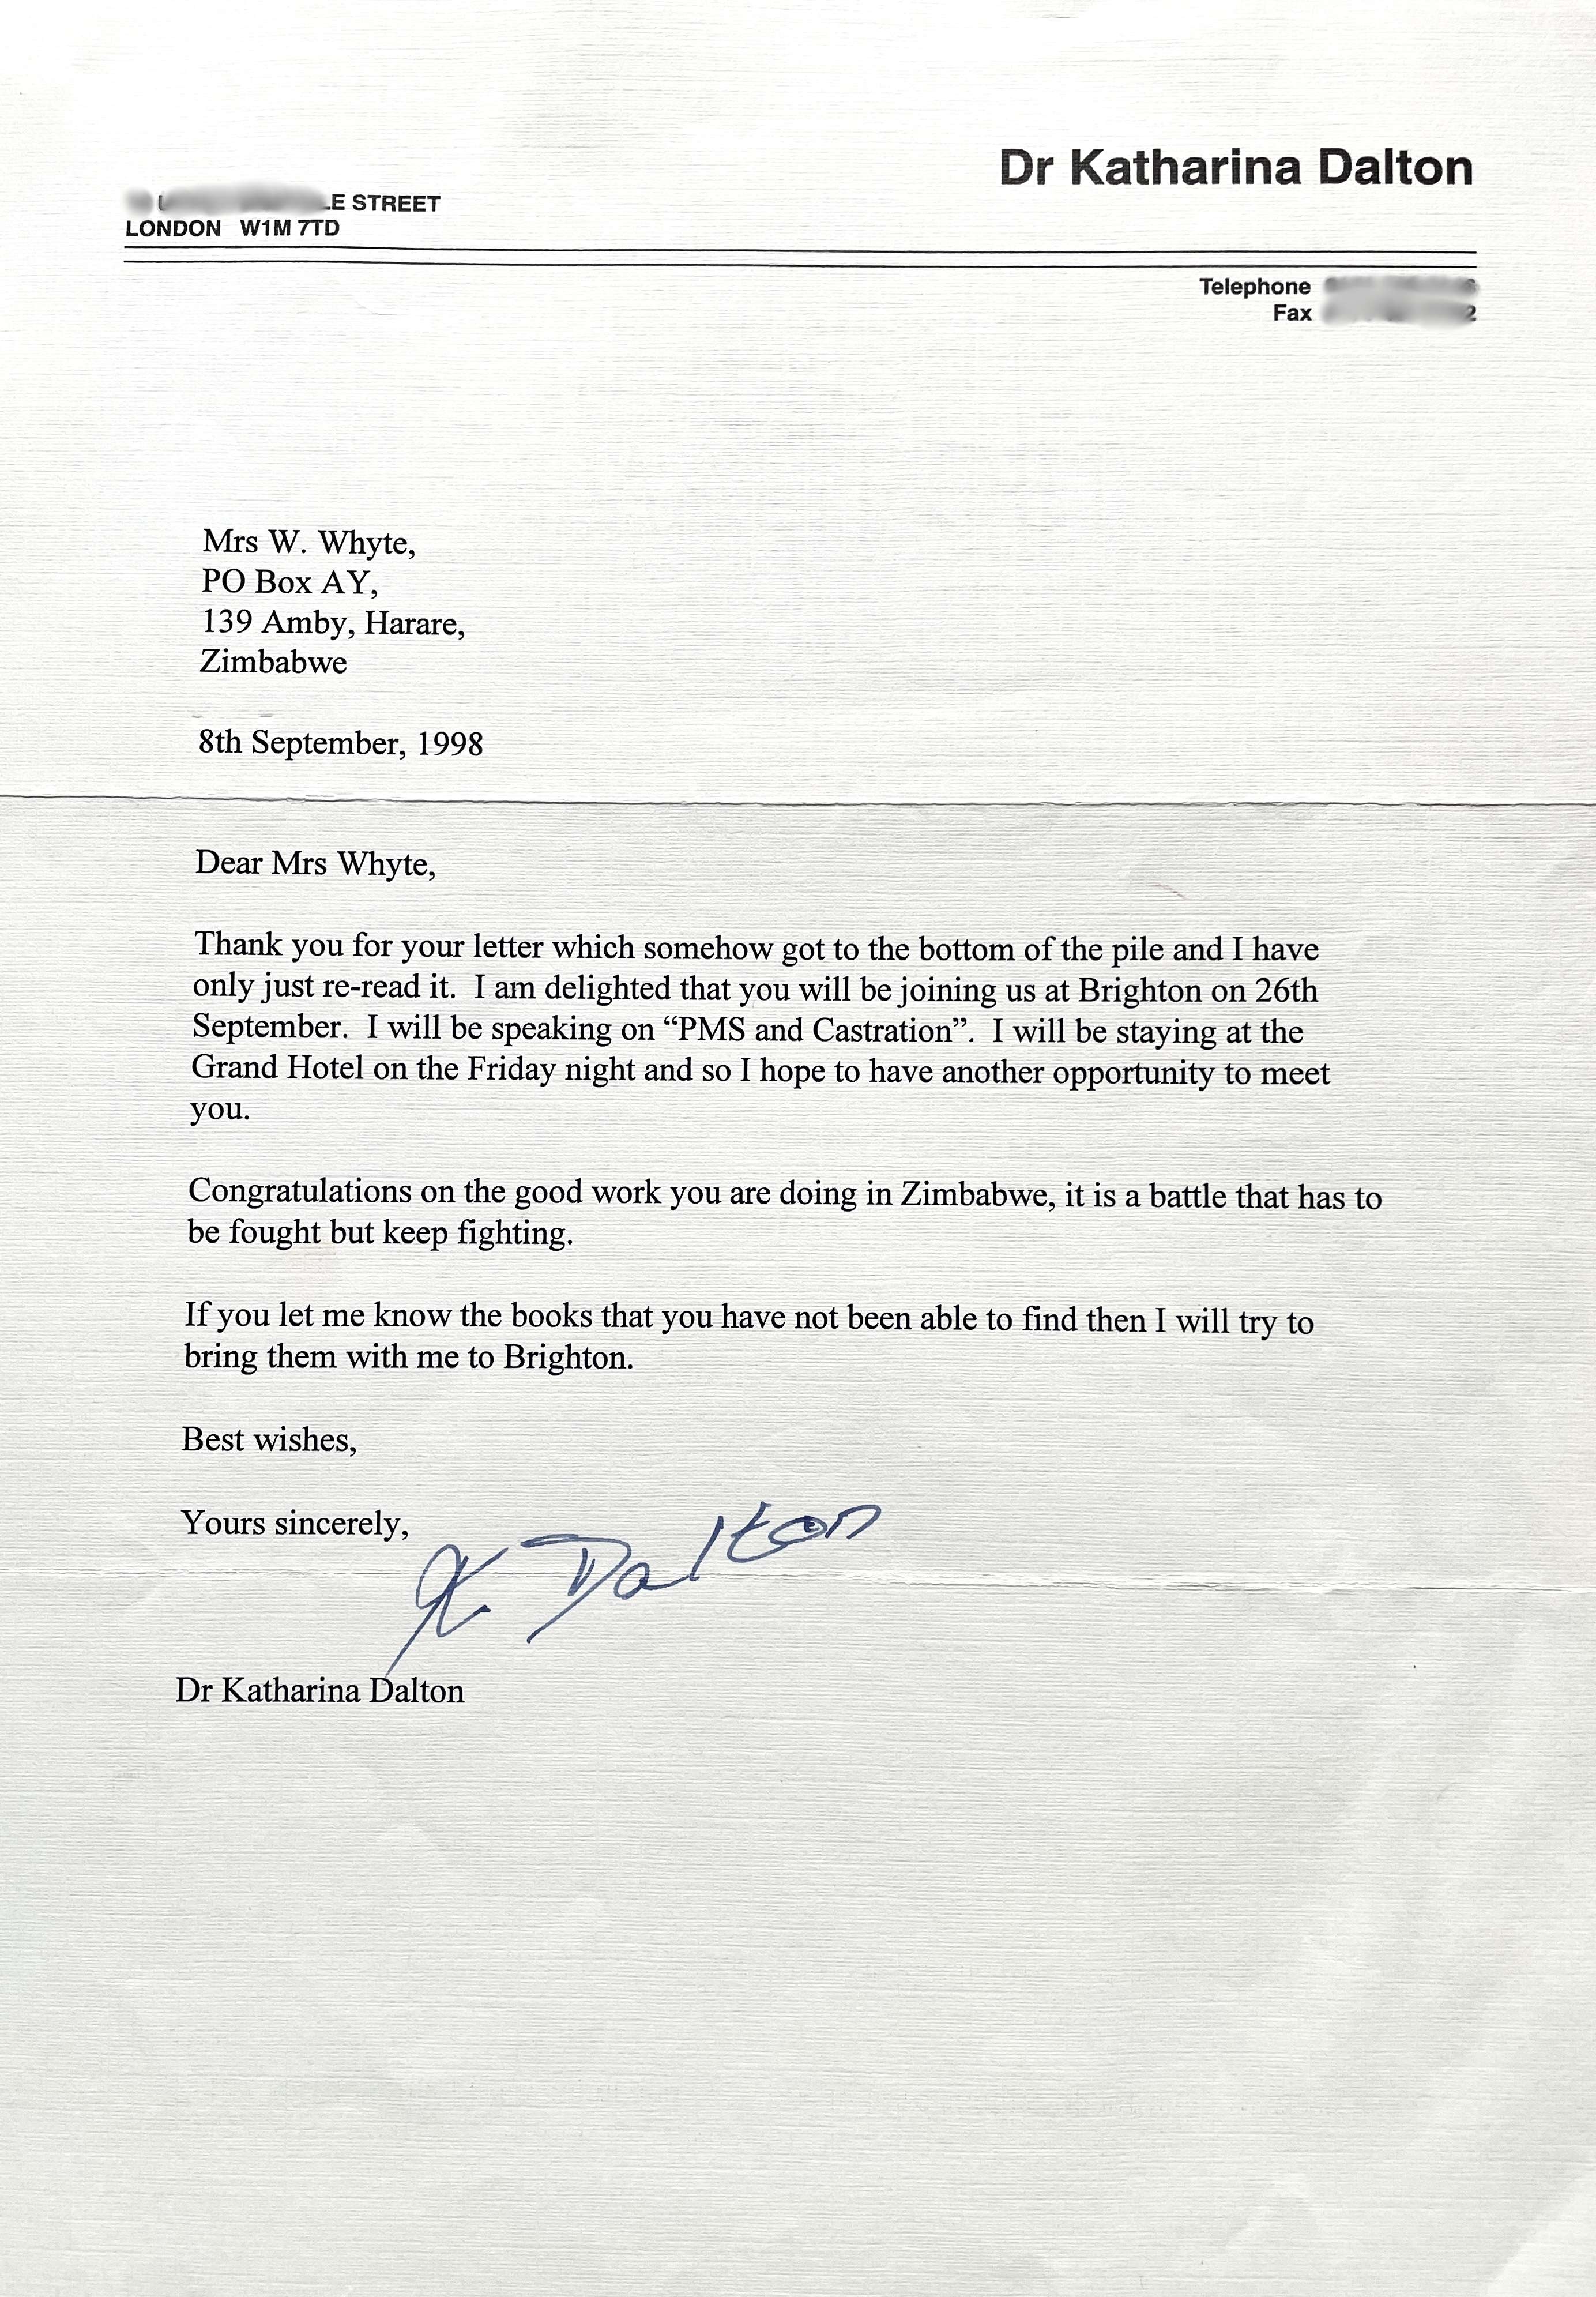 Dr Katharina Dalton
STREET
LONDON W1M 7TD
Telephone
Fax
Mrs W. Whyte,
PO Box AY,
139 Amby, Harare,
Zimbabwe
8th September, 1998
Dear Mrs Whyte,
Thank you for your letter which somehow got to the bottom of the pile and I have
only just re-read it. I am delighted that you will be joining us at Brighton on 26th
September. I will be speaking on “PMS and Castration”. I will be staying at the
Grand Hotel on the Friday night and so I hope to have another opportunity to meet
you.
Congratulations on the good work you are doing in Zimbabwe, it is a battle that has to
be fought but keep fighting.
If you let me know the books that you have not been able to find then I will try to
bring them with me to Brighton.
Best wishes,
Yours sincerely,
K. Dalton
Dr Katharina Dalton